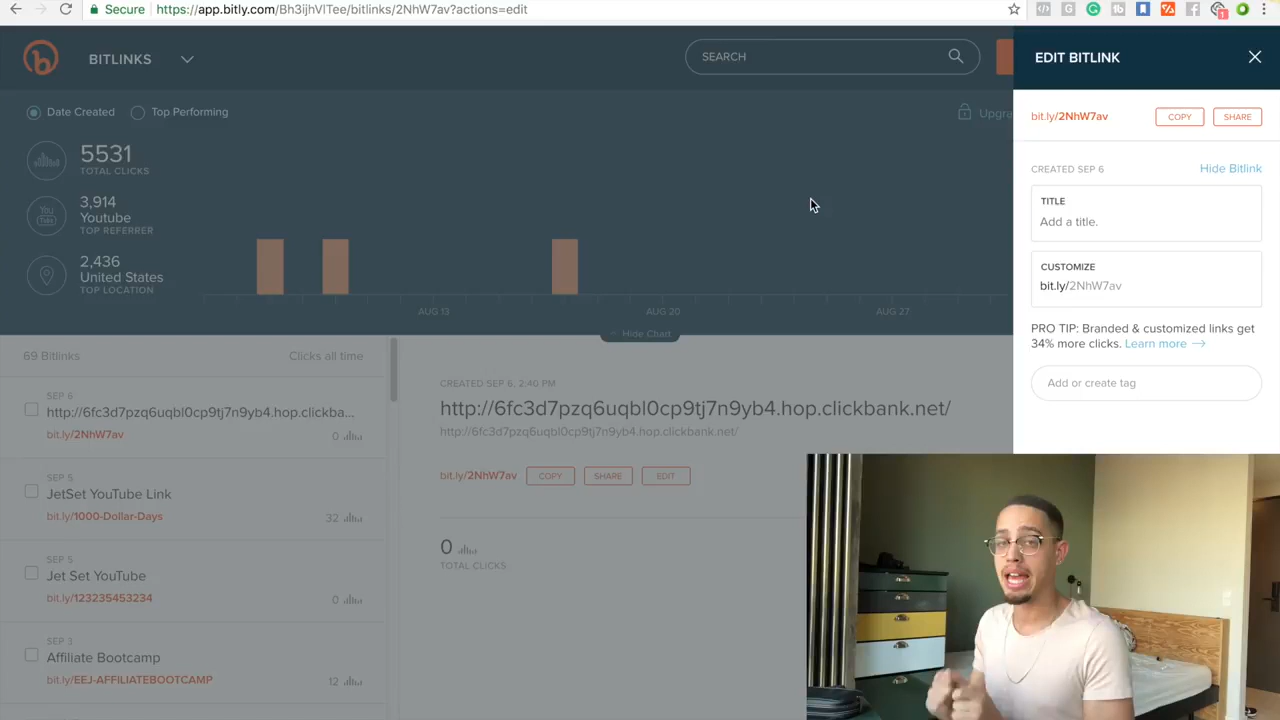 Secure
https://app.bitly.com/Bh3ijhVlTee/bitlinks/2NhW7av?actions=edit
BITLINKS
SEARCH
EDIT BITLINK
Date Created
Top Performing
Upgra
bit.ly/2NhW7av
COPY
SHARE
5531
TOTAL CLICKS
3,914
Youtube
TOP REFERRER
2,436
United States
TOP LOCATION
AUG 13
AUG 20
AUG 27
Hide Chart
CREATED SEP 6
Hide Bitlink
TITLE
Add a title.
CUSTOMIZE
bit.ly/2NhW7av
PRO TIP: Branded & customized links get
34% more clicks. Learn more
Add or create tag
69 Bitlinks
Clicks all time
SEP 6
http://6fc3d7pzq6uqbl0cp9tj7n9yb4.hop.clickba...
bit.ly/2NhW7av
0
SEP 5
JetSet YouTube Link
bit.ly/1000-Dollar-Days
32
SEP 5
Jet Set YouTube
bit.ly/123235453234
0
SEP 3
Affiliate Bootcamp
bit.ly/EEJ-AFFILIATEBOOTCAMP
12
CREATED SEP 6, 2:40 PM
http://6fc3d7pzq6uqbl0cp9tj7n9yb4.hop.clickbank.net/
http://6fc3d7pzq6uqbl0cp9tj7n9yb4.hop.clickbank.net/
bit.ly/2NhW7av
COPY
SHARE
EDIT
0
TOTAL CLICKS